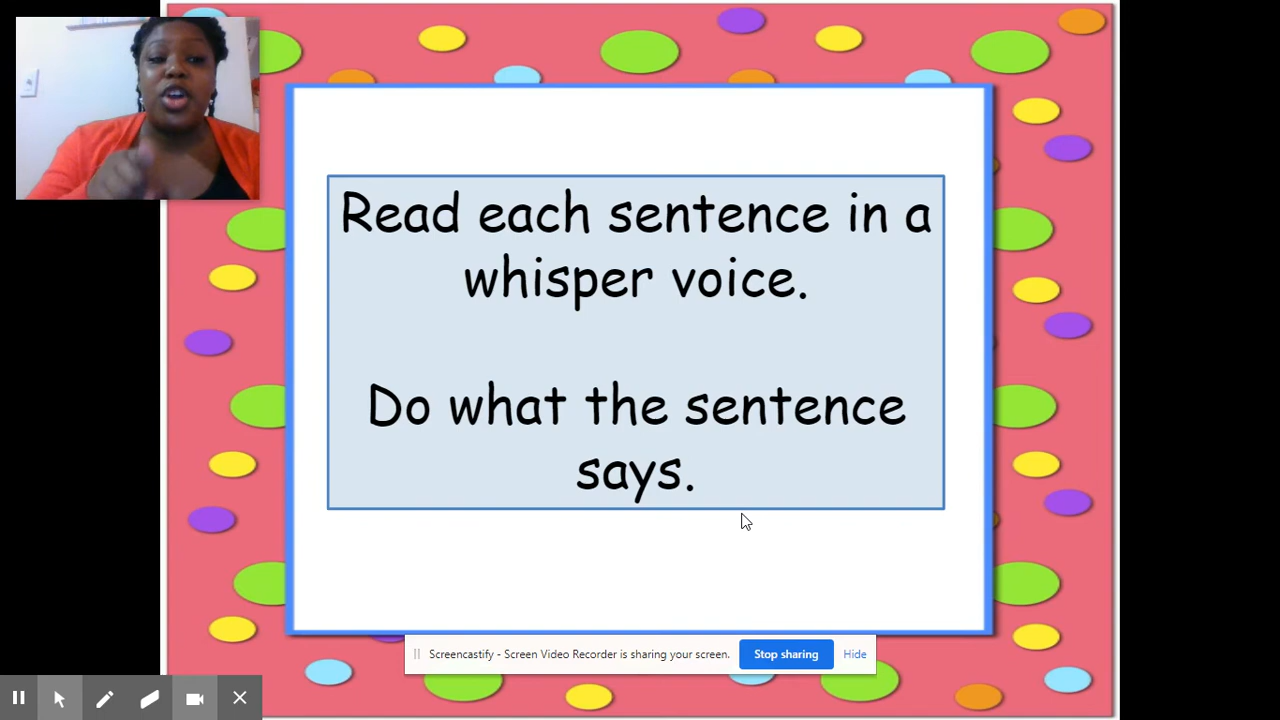 Read each sentence in a
whisper voice.
Do what the sentence
says.
Screencastify - Screen Video Recorder is sharing your screen.
Stop sharing
Hide